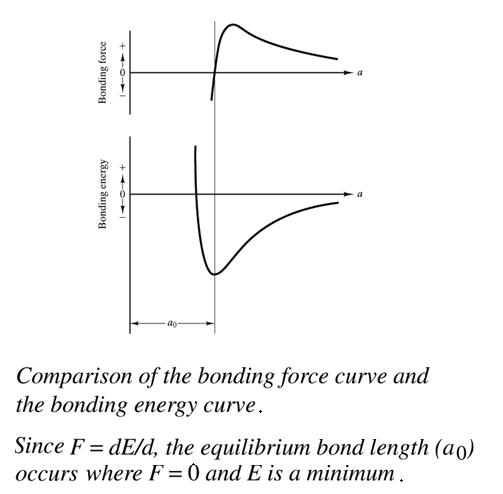 Bonding force
+
0
–
a
Bonding energy
+
0
–
a
a0
Comparison of the bonding force curve and
the bonding energy curve.
Since F = dE/d, the equilibrium bond length (a0)
occurs where F = 0 and E is a minimum.